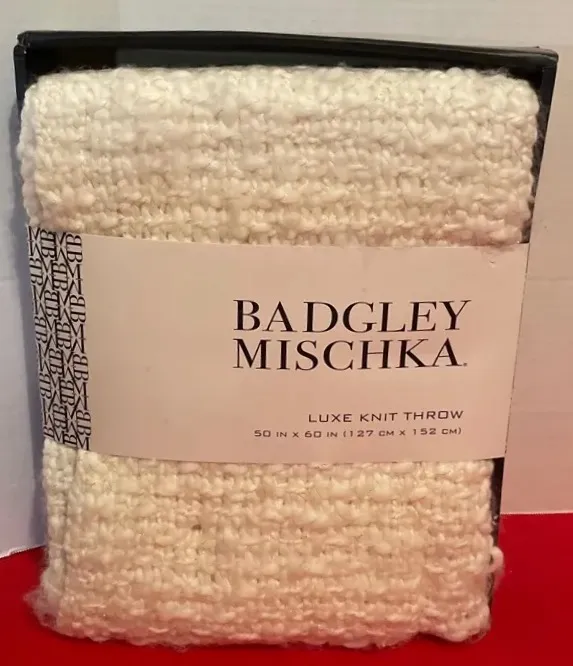 BADGLEY
MISCHKA.
LUXE KNIT THROW
50 IN X 60 IN (127 CM X 152 CM)